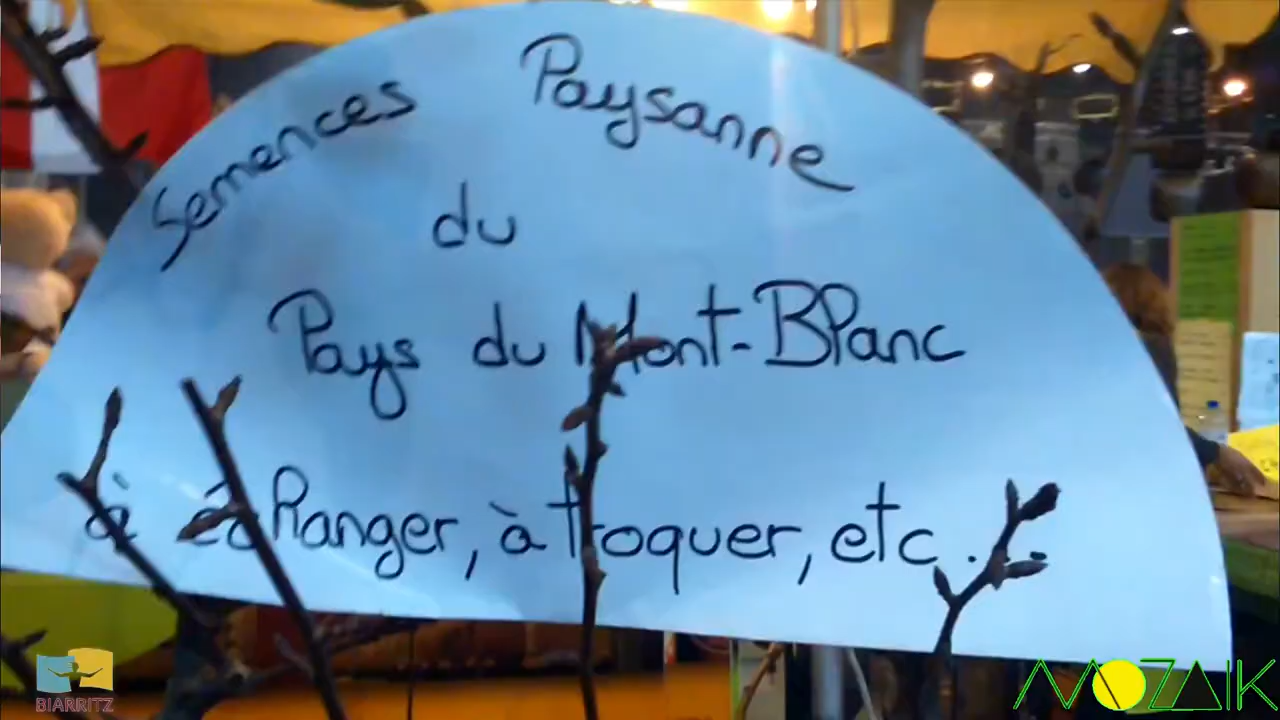 Semences Paysanne
du
Pays du Mont-Blanc
à échanger, à troquer, etc...
BIARRITZ
MOZAIK